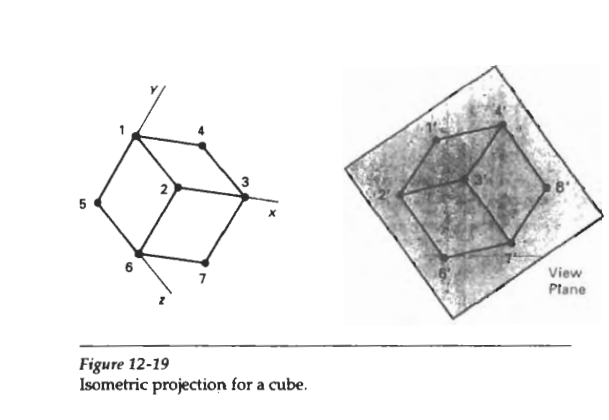 Y
1
4
2
3
5
X
6
7
Z
1'
4'
2'
3'
8'
6'
7'
View
Plane
Figure 12-19
Isometric projection for a cube.